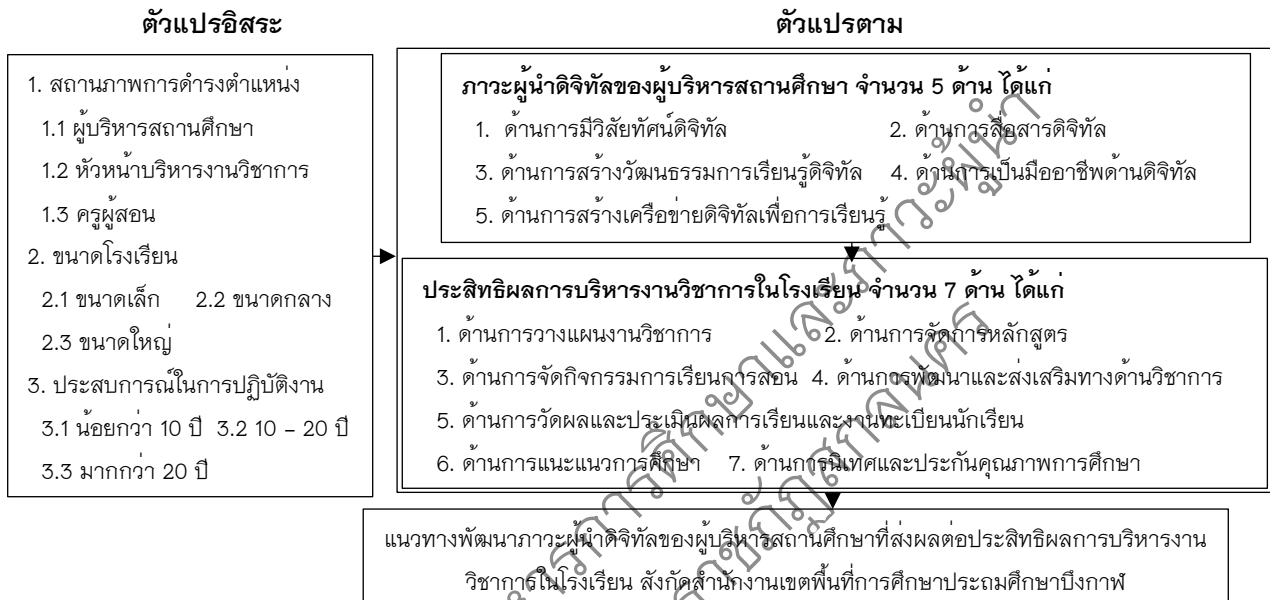 ตัวแปรอิสระ
ตัวแปรตาม
1. สถานภาพการดำรงตำแหน่ง
1.1 ผู้บริหารสถานศึกษา
1.2 หัวหน้าบริหารงานวิชาการ
1.3 ครูผู้สอน
2. ขนาดโรงเรียน
2.1 ขนาดเล็ก 2.2 ขนาดกลาง
2.3 ขนาดใหญ่
3. ประสบการณ์ในการปฏิบัติงาน
3.1 น้อยกว่า 10 ปี 3.2 10 – 20 ปี
3.3 มากกว่า 20 ปี
ภาวะผู้นำดิจิทัลของผู้บริหารสถานศึกษา จำนวน 5 ด้าน ได้แก่
1. ด้านการมีวิสัยทัศน์ดิจิทัล 2. ด้านการสื่อสารดิจิทัล
3. ด้านการสร้างวัฒนธรรมการเรียนรู้ดิจิทัล 4. ด้านการเป็นมืออาชีพด้านดิจิทัล
5. ด้านการสร้างเครือข่ายดิจิทัลเพื่อการเรียนรู้
ประสิทธิผลการบริหารงานวิชาการในโรงเรียน จำนวน 7 ด้าน ได้แก่
1. ด้านการวางแผนงานวิชาการ 2. ด้านการจัดการหลักสูตร
3. ด้านการจัดกิจกรรมการเรียนการสอน 4. ด้านการพัฒนาและส่งเสริมทางด้านวิชาการ
5. ด้านการวัดผลและประเมินผลการเรียนและงานทะเบียนนักเรียน
6. ด้านการแนะแนวการศึกษา 7. ด้านการนิเทศและประกันคุณภาพการศึกษา
แนวทางพัฒนาภาวะผู้นำดิจิทัลของผู้บริหารสถานศึกษาที่ส่งผลต่อประสิทธิผลการบริหารงาน
วิชาการในโรงเรียน สังกัดสำนักงานเขตพื้นที่การศึกษาประถมศึกษาบึงกาฬ